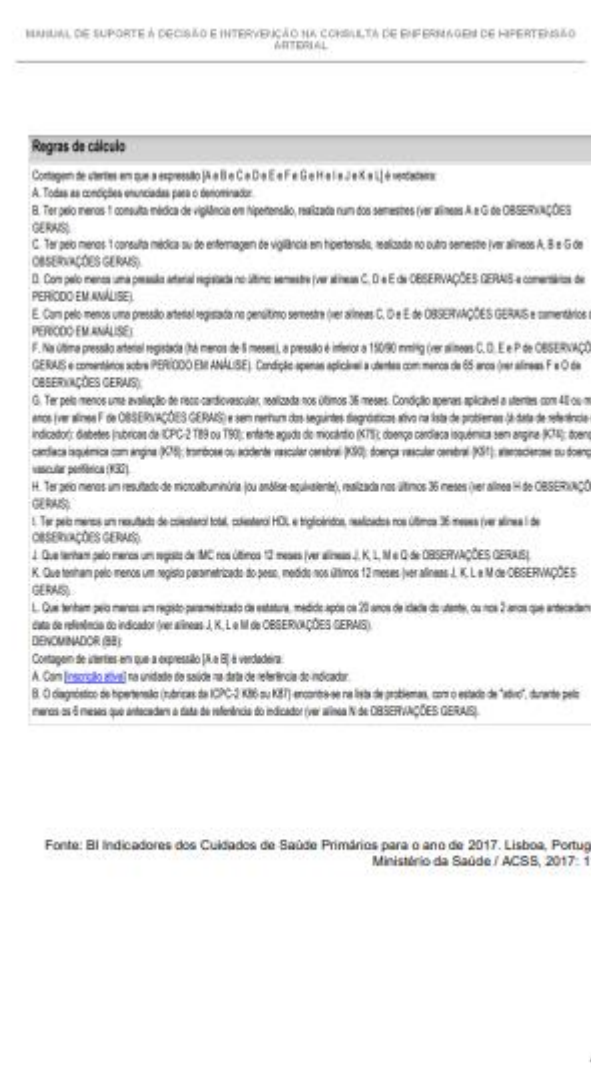 MANUAL DE SUPORTE À DECISÃO E INTERVENÇÃO NA CONSULTA DE ENFERMAGEM DE HIPERTENSÃO
ARTERIAL
Regras de cálculo
Contagem de utentes em que a expressão [A e B e C e D e E e F e G e H e I e J e K e L] é verdadeira:
A. Todas as condições enunciadas para o denominador.
B. Ter pelo menos 1 consulta médica de vigilância em hipertensão, realizada num dos semestres (ver alíneas A e G de OBSERVAÇÕES
GERAIS).
C. Ter pelo menos 1 consulta médica ou de enfermagem de vigilância em hipertensão, realizada no outro semestre (ver alíneas A, B e G de
OBSERVAÇÕES GERAIS).
D. Com pelo menos uma pressão arterial registada no último semestre (ver alíneas C, D e E de OBSERVAÇÕES GERAIS e comentários de
PERÍODO EM ANÁLISE).
E. Com pelo menos uma pressão arterial registada no penúltimo semestre (ver alíneas C, D e E de OBSERVAÇÕES GERAIS e comentários
PERÍODO EM ANÁLISE).
F. Na última pressão arterial registada (há menos de 6 meses), a pressão é inferior a 150/90 mmHg (ver alíneas C, D, E e P de OBSERVAÇÕ
GERAIS e comentários sobre PERÍODO EM ANÁLISE). Condição apenas aplicável a utentes com menos de 65 anos (ver alíneas F e O de
OBSERVAÇÕES GERAIS);
G. Ter pelo menos uma avaliação de risco cardiovascular, realizada nos últimos 36 meses. Condição apenas aplicável a utentes com 40 ou m
anos (ver alínea F de OBSERVAÇÕES GERAIS) e sem nenhum dos seguintes diagnósticos ativo na lista de problemas (à data de referência
indicador): diabetes (rubricas da ICPC-2 T89 ou T90); enfarte agudo do miocárdio (K75); doença cardíaca isquémica sem angina (K76); doenç
cardíaca isquémica com angina (K76); trombose ou acidente vascular cerebral (K90); doença vascular cerebral (K91); aterosclerose ou doenç
vascular periférica (K92).
H. Ter pelo menos um resultado de microalbuminúria (ou análise equivalente), realizada nos últimos 36 meses (ver alínea H de OBSERVAÇÕ
GERAIS).
I. Ter pelo menos um resultado de colesterol total, colesterol HDL e triglicéridos, realizados nos últimos 36 meses (ver alínea I de
OBSERVAÇÕES GERAIS).
J. Que tenham pelo menos um registo de IMC nos últimos 12 meses (ver alíneas J, K, L, M e Q de OBSERVAÇÕES GERAIS).
K. Que tenham pelo menos um registo parametrizado do peso, medido nos últimos 12 meses (ver alíneas J, K, L e M de OBSERVAÇÕES
GERAIS).
L. Que tenham pelo menos um registo parametrizado de estatura, medido após os 20 anos de idade do utente, ou nos 2 anos que antecedem
data de referência do indicador (ver alíneas J, K, L e M de OBSERVAÇÕES GERAIS).
DENOMINADOR (BB):
Contagem de utentes em que a expressão [A e B] é verdadeira:
A. Com [inscrição ativa] na unidade de saúde na data de referência do indicador.
B. O diagnóstico de hipertensão (rubricas da ICPC-2 K86 ou K87) encontra-se na lista de problemas, com o estado de "ativo", durante pelo
menos os 6 meses que antecedem a data de referência do indicador (ver alínea N de OBSERVAÇÕES GERAIS).
Fonte: BI Indicadores dos Cuidados de Saúde Primários para o ano de 2017. Lisboa, Portug
Ministério da Saúde / ACSS, 2017: 1